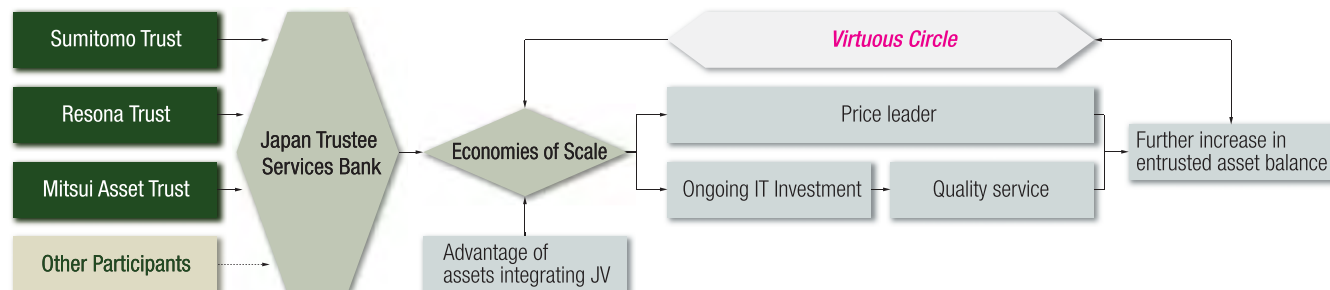 Sumitomo Trust
Resona Trust
Mitsui Asset Trust
Other Participants
Japan Trustee
Services Bank
Economies of Scale
Advantage of
assets integrating JV
Virtuous Circle
Price leader
Ongoing IT Investment
Quality service
Further increase in
entrusted asset balance